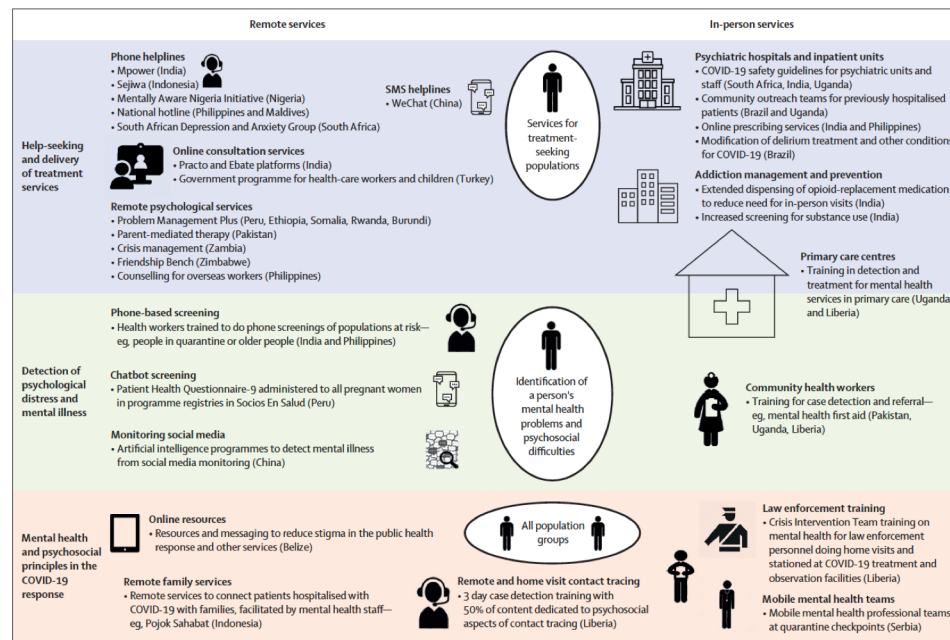 Remote services
In-person services
Help-seeking
and delivery
of treatment
services
Phone helplines
• Mpower (India)
• Sejiwa (Indonesia)
• Mentally Aware Nigeria Initiative (Nigeria)
• National hotline (Philippines and Maldives)
• South African Depression and Anxiety Group (South Africa)
SMS helplines
• WeChat (China)
Online consultation services
• Practo and Ebate platforms (India)
• Government programme for health-care workers and children (Turkey)
Remote psychological services
• Problem Management Plus (Peru, Ethiopia, Somalia, Rwanda, Burundi)
• Parent-mediated therapy (Pakistan)
• Crisis management (Zambia)
• Friendship Bench (Zimbabwe)
• Counselling for overseas workers (Philippines)
Services for
treatment-
seeking
populations
Psychiatric hospitals and inpatient units
• COVID-19 safety guidelines for psychiatric units and
staff (South Africa, India, Uganda)
• Community outreach teams for previously hospitalised
patients (Brazil and Uganda)
• Online prescribing services (India and Philippines)
• Modification of delirium treatment and other conditions
for COVID-19 (Brazil)
Addiction management and prevention
• Extended dispensing of opioid-replacement medication
to reduce need for in-person visits (India)
• Increased screening for substance use (India)
Primary care centres
• Training in detection and
treatment for mental health
services in primary care (Uganda
and Liberia)
Detection of
psychological
distress and
mental illness
Phone-based screening
• Health workers trained to do phone screenings of populations at risk—
eg, people in quarantine or older people (India and Philippines)
Chatbot screening
• Patient Health Questionnaire-9 administered to all pregnant women
in programme registries in Socios En Salud (Peru)
Monitoring social media
• Artificial intelligence programmes to detect mental illness
from social media monitoring (China)
Identification of
a person's
mental health
problems and
psychosocial
difficulties
Community health workers
• Training for case detection and referral—
eg, mental health first aid (Pakistan,
Uganda, Liberia)
Mental health
and psychosocial
principles in the
COVID-19
response
Online resources
• Resources and messaging to reduce stigma in the public health
response and other services (Belize)
Remote family services
• Remote services to connect patients hospitalised with
COVID-19 with families, facilitated by mental health staff—
eg, Pojok Sahabat (Indonesia)
All population
groups
Remote and home visit contact tracing
• 3 day case detection training with
50% of content dedicated to psychosocial
aspects of contact tracing (Liberia)
Law enforcement training
• Crisis Intervention Team training on
mental health for law enforcement
personnel doing home visits and
stationed at COVID-19 treatment and
observation facilities (Liberia)
Mobile mental health teams
• Mobile mental health professional teams
at quarantine checkpoints (Serbia)